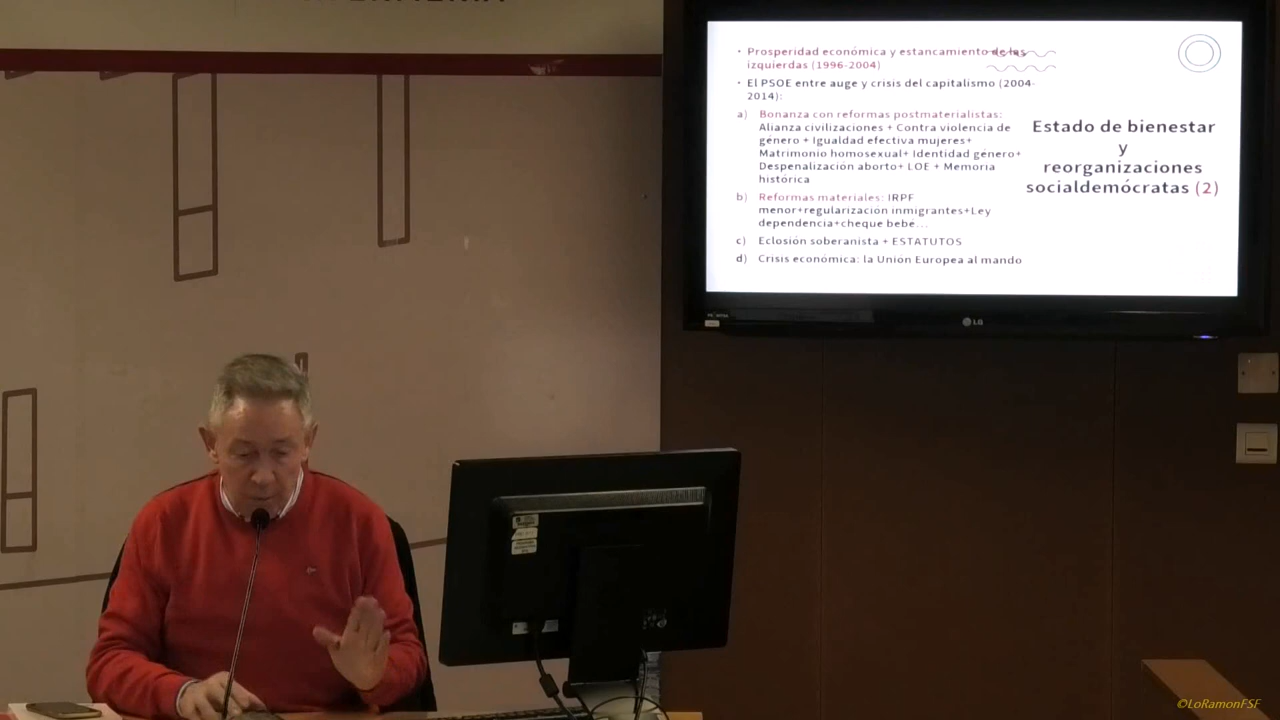 · Prosperidad económica y estancamiento de las
izquierdas (1996-2004)
· El PSOE entre auge y crisis del capitalismo (2004-
2014):
a) Bonanza con reformas postmaterialistas:
Alianza civilizaciones + Contra violencia de
género + Igualdad efectiva mujeres+
Matrimonio homosexual+ Identidad género+
Despenalización aborto+ LOE + Memoria
histórica
b) Reformas materiales: IRPF
menor+regularización inmigrantes+Ley
dependencia+cheque bebé...
c) Eclosión soberanista + ESTATUTOS
d) Crisis económica: la Unión Europea al mando
Estado de bienestar
y
reorganizaciones
socialdemócratas (2)
LG
©LoRamonFSF